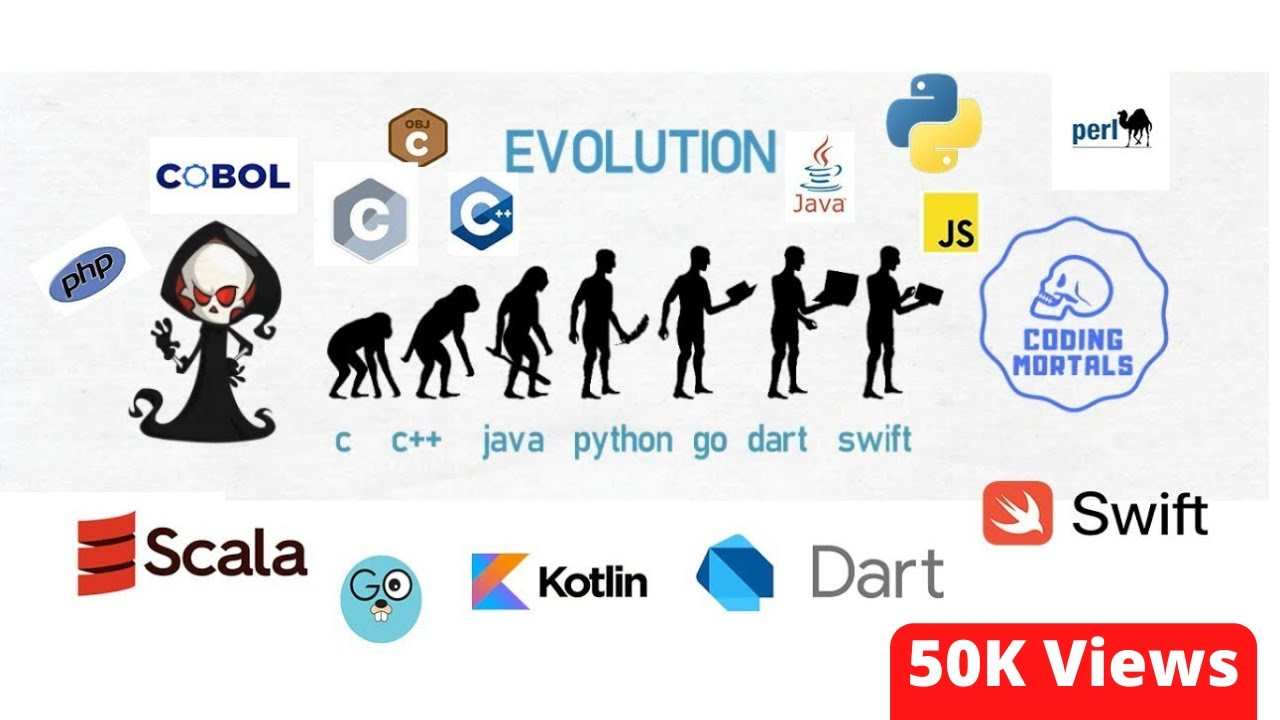 OBJ
C
EVOLUTION
perl
COBOL
Java
C
C++
JS
php
CODING
MORTALS
c c++ java python go dart swift
Swift
Scala
GO
Kotlin
Dart
50K Views